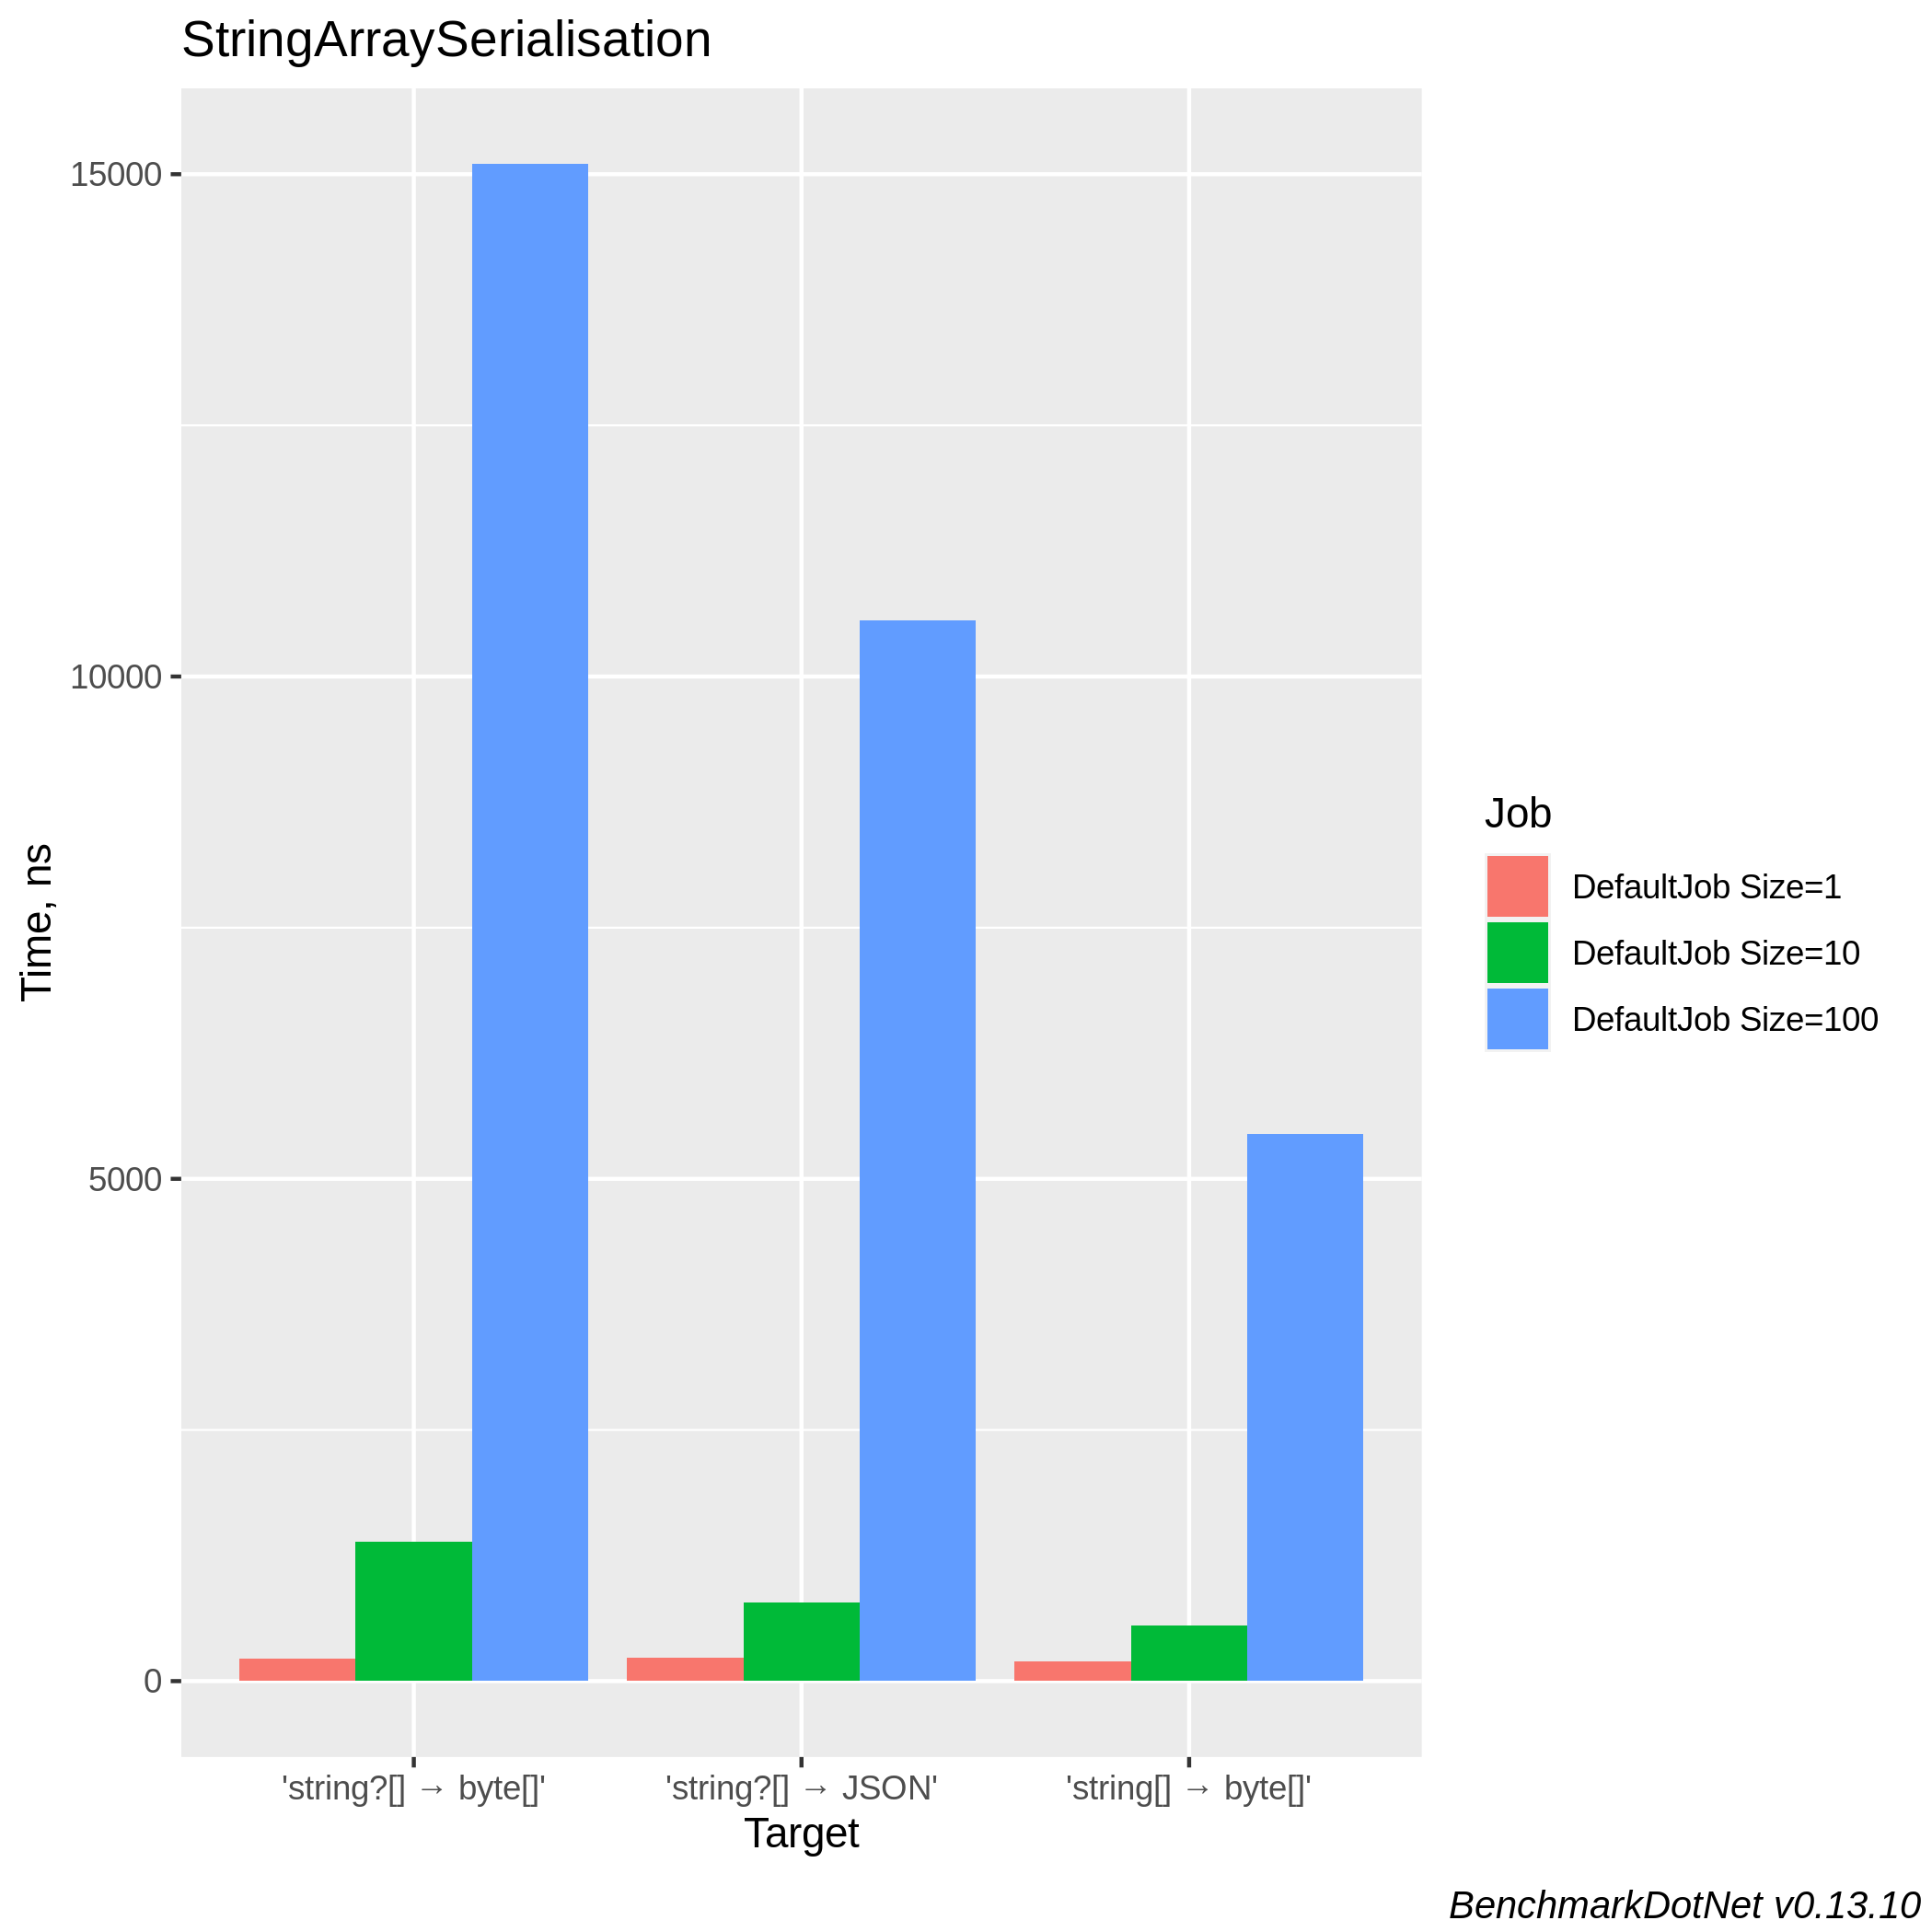 StringArraySerialisation
15000
10000
5000
0
Time, ns
'string?[] → byte[]' 'string?[] → JSON' 'string[] → byte[]'
Target
Job
DefaultJob Size=1
DefaultJob Size=10
DefaultJob Size=100
BenchmarkDotNet v0.13.10